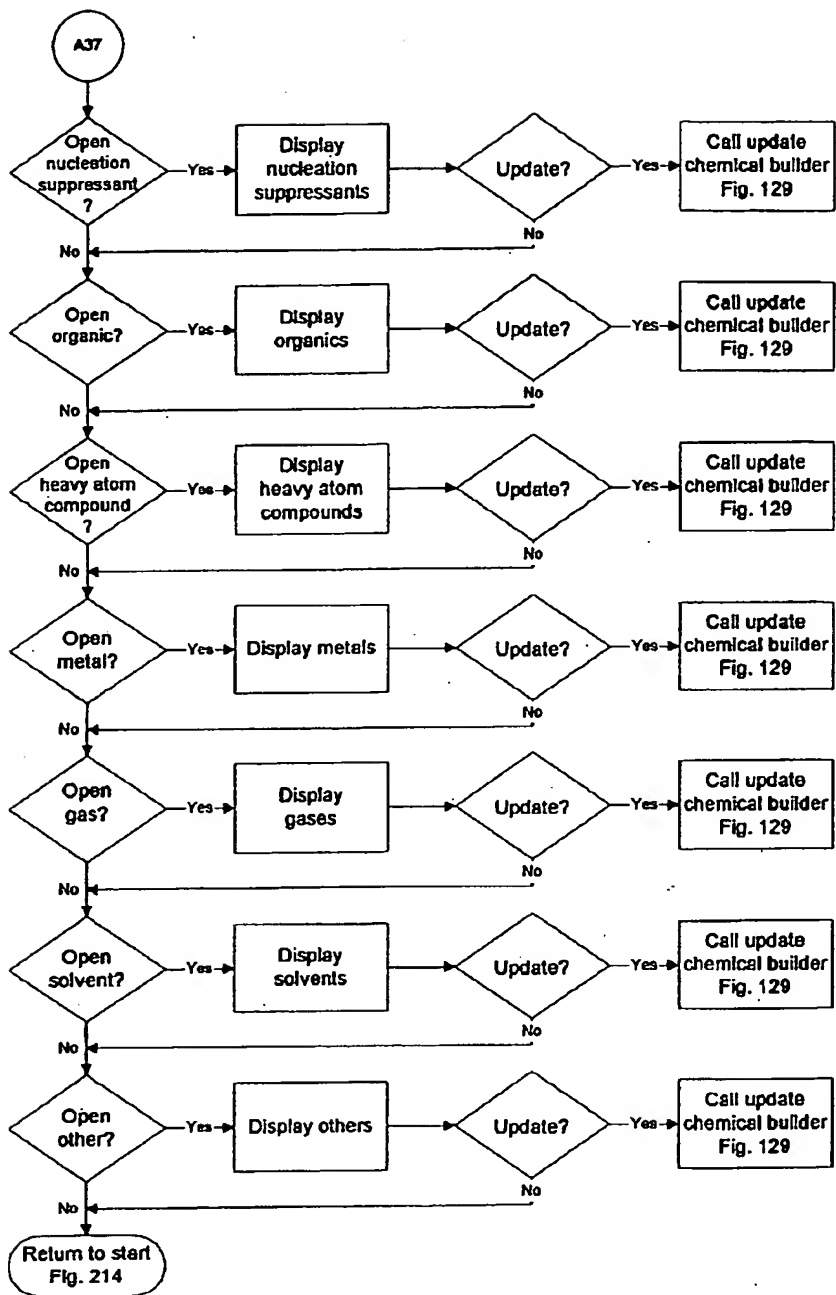 A37
Open
nucleation
suppressant
?
Yes
Display
nucleation
suppressants
Update?
Yes
Call update
chemical builder
Fig. 129
No
No
Open
organic?
Yes
Display
organics
Update?
Yes
Call update
chemical builder
Fig. 129
No
No
Open
heavy atom
compound
?
Yes
Display
heavy atom
compounds
Update?
Yes
Call update
chemical builder
Fig. 129
No
No
Open
metal?
Yes
Display metals
Update?
Yes
Call update
chemical builder
Fig. 129
No
No
Open
gas?
Yes
Display
gases
Update?
Yes
Call update
chemical builder
Fig. 129
No
No
Open
solvent?
Yes
Display
solvents
Update?
Yes
Call update
chemical builder
Fig. 129
No
No
Open
other?
Yes
Display others
Update?
Yes
Call update
chemical builder
Fig. 129
No
No
Return to start
Fig. 214